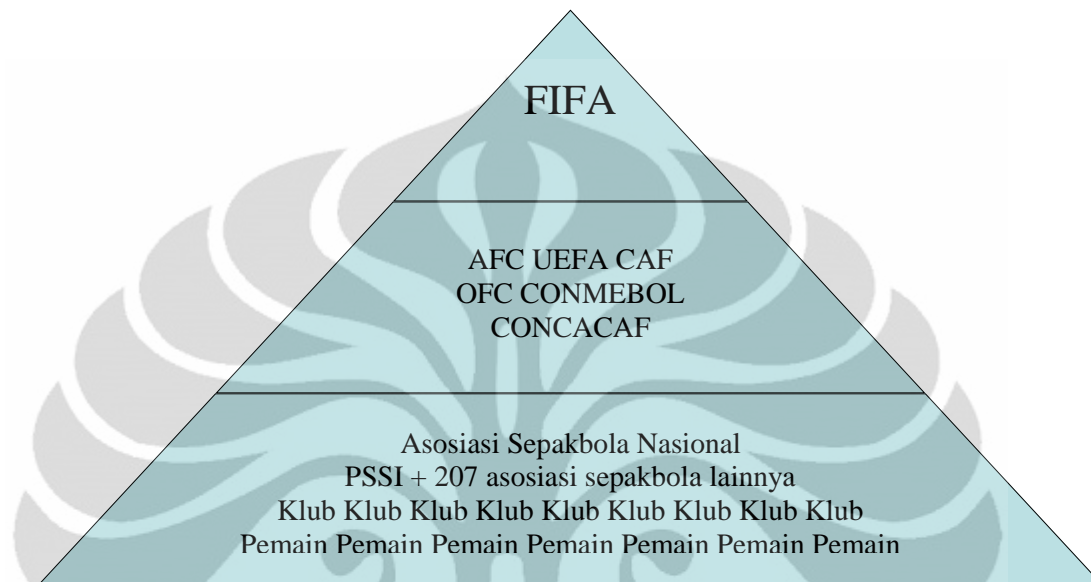 FIFA
AFC UEFA CAF
OFC CONMEBOL
CONCACAF
Asosiasi Sepakbola Nasional
PSSI + 207 asosiasi sepakbola lainnya
Klub Klub Klub Klub Klub Klub Klub Klub Klub
Pemain Pemain Pemain Pemain Pemain Pemain Pemain